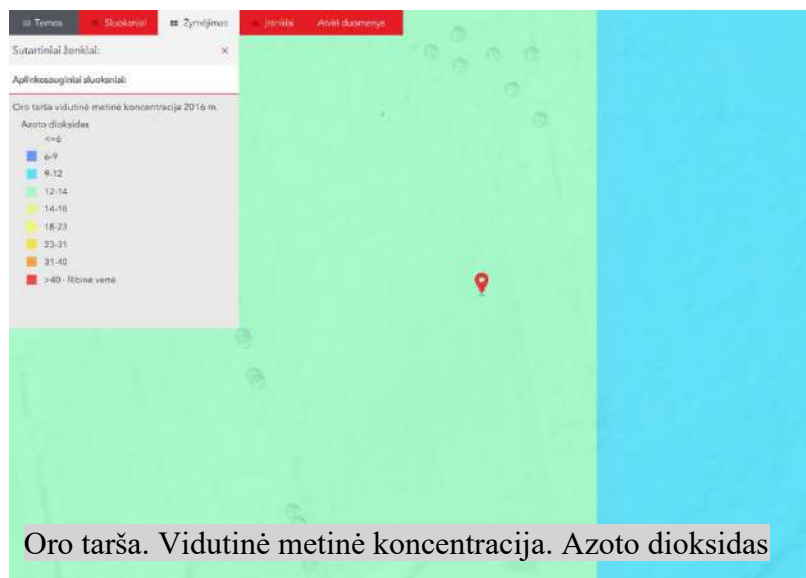 Temos Sluoksniai Žymėjimas Įrankiai Atviri duomenys
Sutartiniai ženklai: ×
Aplinkosauginiai sluoksniai:
Oro tarša vidutinė metinė koncentracija 2016 m.
Azoto dioksidas
<=6
6-9
9-12
12-14
14-18
18-23
23-31
31-40
>40 - Ribinė vertė
Oro tarša. Vidutinė metinė koncentracija. Azoto dioksidas